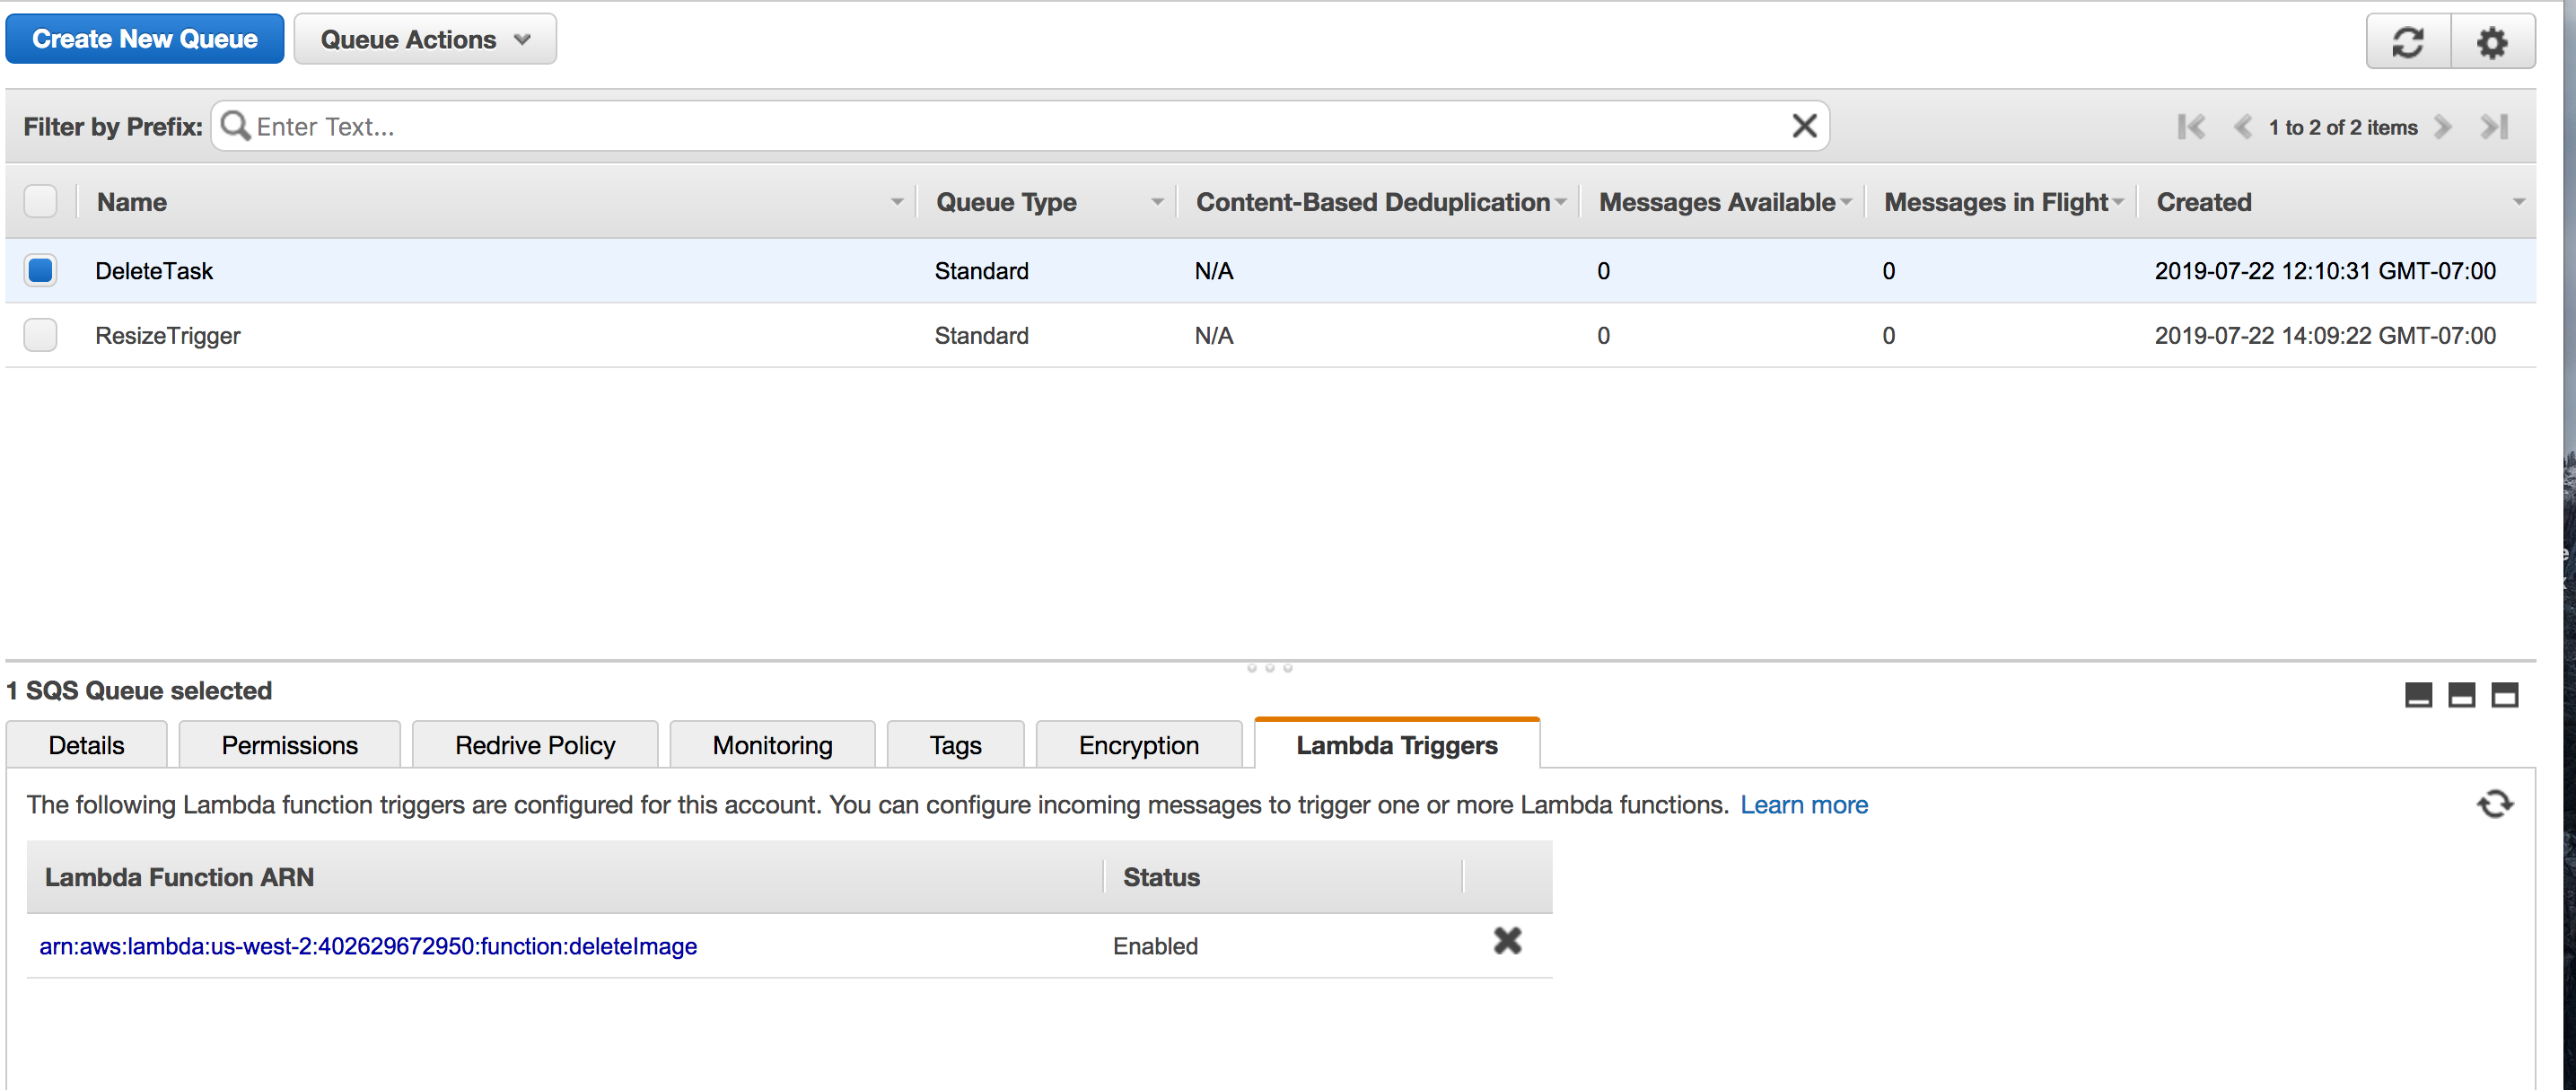 Create New Queue Queue Actions
Filter by Prefix: Enter Text... 1 to 2 of 2 items
Name Queue Type Content-Based Deduplication Messages Available Messages in Flight Created
DeleteTask Standard N/A 0 0 2019-07-22 12:10:31 GMT-07:00
ResizeTrigger Standard N/A 0 0 2019-07-22 14:09:22 GMT-07:00
1 SQS Queue selected
Details Permissions Redrive Policy Monitoring Tags Encryption Lambda Triggers
The following Lambda function triggers are configured for this account. You can configure incoming messages to trigger one or more Lambda functions. Learn more
Lambda Function ARN Status
arn:aws:lambda:us-west-2:402629672950:function:deleteImage Enabled